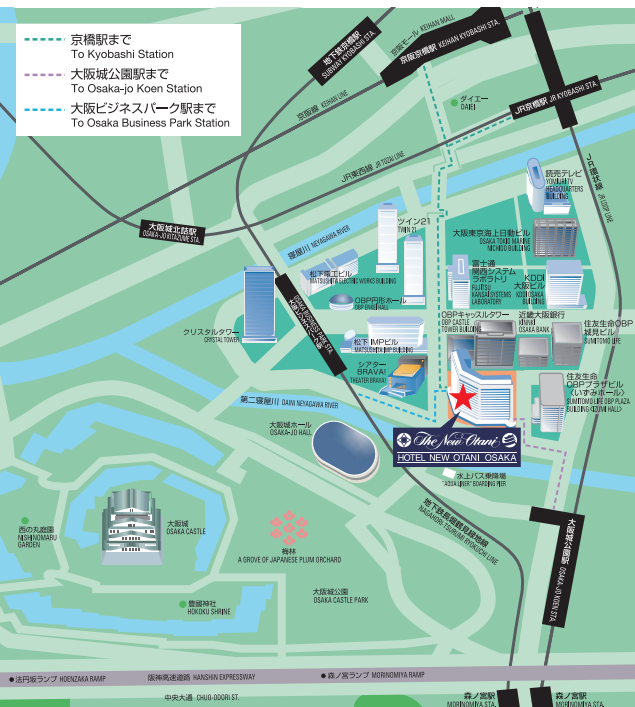 京橋駅まで
To Kyobashi Station
大阪城公園駅まで
To Osaka-jo Koen Station
大阪ビジネスパーク駅まで
To Osaka Business Park Station
地下鉄京橋駅
SUBWAY KYOBASHI STA.
京阪モール KEIHAN MALL
京阪京橋駅 KEIHAN KYOBASHI STA.
京阪線 KEIHAN LINE
ダイエー
DAIEI
JR京橋駅 JR KYOBASHI STA.
JR東西線 JR TOZAI LINE
JR環状線 JR LOOP LINE
読売テレビ
YOMIURI TV
HEADQUARTERS
BUILDING
大阪城北詰駅
OSAKA-JO KITAZUME STA.
寝屋川 NEYAGAWA RIVER
ツイン21
TWIN 21
大阪東京海上日動ビル
OSAKA TOKIO MARINE
NICHIDO BUILDING
松下電工ビル
MATSUSHITA ELECTRIC WORKS BUILDING
富士通
関西システム
ラボラトリ
FUJITSU
KANSAI SYSTEMS
LABORATORY
KDDI
大阪ビル
KDDI OSAKA
BUILDING
OBP円形ホール
OBP ENKEI HALL
大阪ビジネスパーク駅
OSAKA BUSINESS PARK STA.
クリスタルタワー
CRYSTAL TOWER
松下IMPビル
MATSUSHITA IMP BUILDING
OBPキャッスルタワー
OBP CASTLE
TOWER BUILDING
近畿大阪銀行
KINKI
OSAKA BANK
住友生命OBP
城見ビル
SUMITOMO LIFE
シアター
BRAVA!
THEATER BRAVA!
住友生命
OBPプラザビル
〈いずみホール〉
SUMITOMO LIFE OBP PLAZA
BUILDING 〈IZUMI HALL〉
第二寝屋川 DAINI NEYAGAWA RIVER
大阪城ホール
OSAKA-JO HALL
The New Otani
HOTEL NEW OTANI OSAKA
水上バス乗降場
"AQUA LINER" BOARDING PIER
地下鉄長堀鶴見緑地線
NAGAHORI-TSURUMI RYOKUCHI LINE
大阪城公園駅 OSAKA-JO KOEN STA.
西の丸庭園
NISHINOMARU
GARDEN
大阪城
OSAKA CASTLE
梅林
A GROVE OF JAPANESE PLUM ORCHARD
大阪城公園
OSAKA CASTLE PARK
豊國神社
HOKOKU SHRINE
法円坂ランプ HOENZAKA RAMP
阪神高速道路 HANSHIN EXPRESSWAY
森ノ宮ランプ MORINOMIYA RAMP
中央大通 CHUO-ODORI ST.
森ノ宮駅
MORINOMIYA STA.
森ノ宮駅
MORINOMIYA STA.